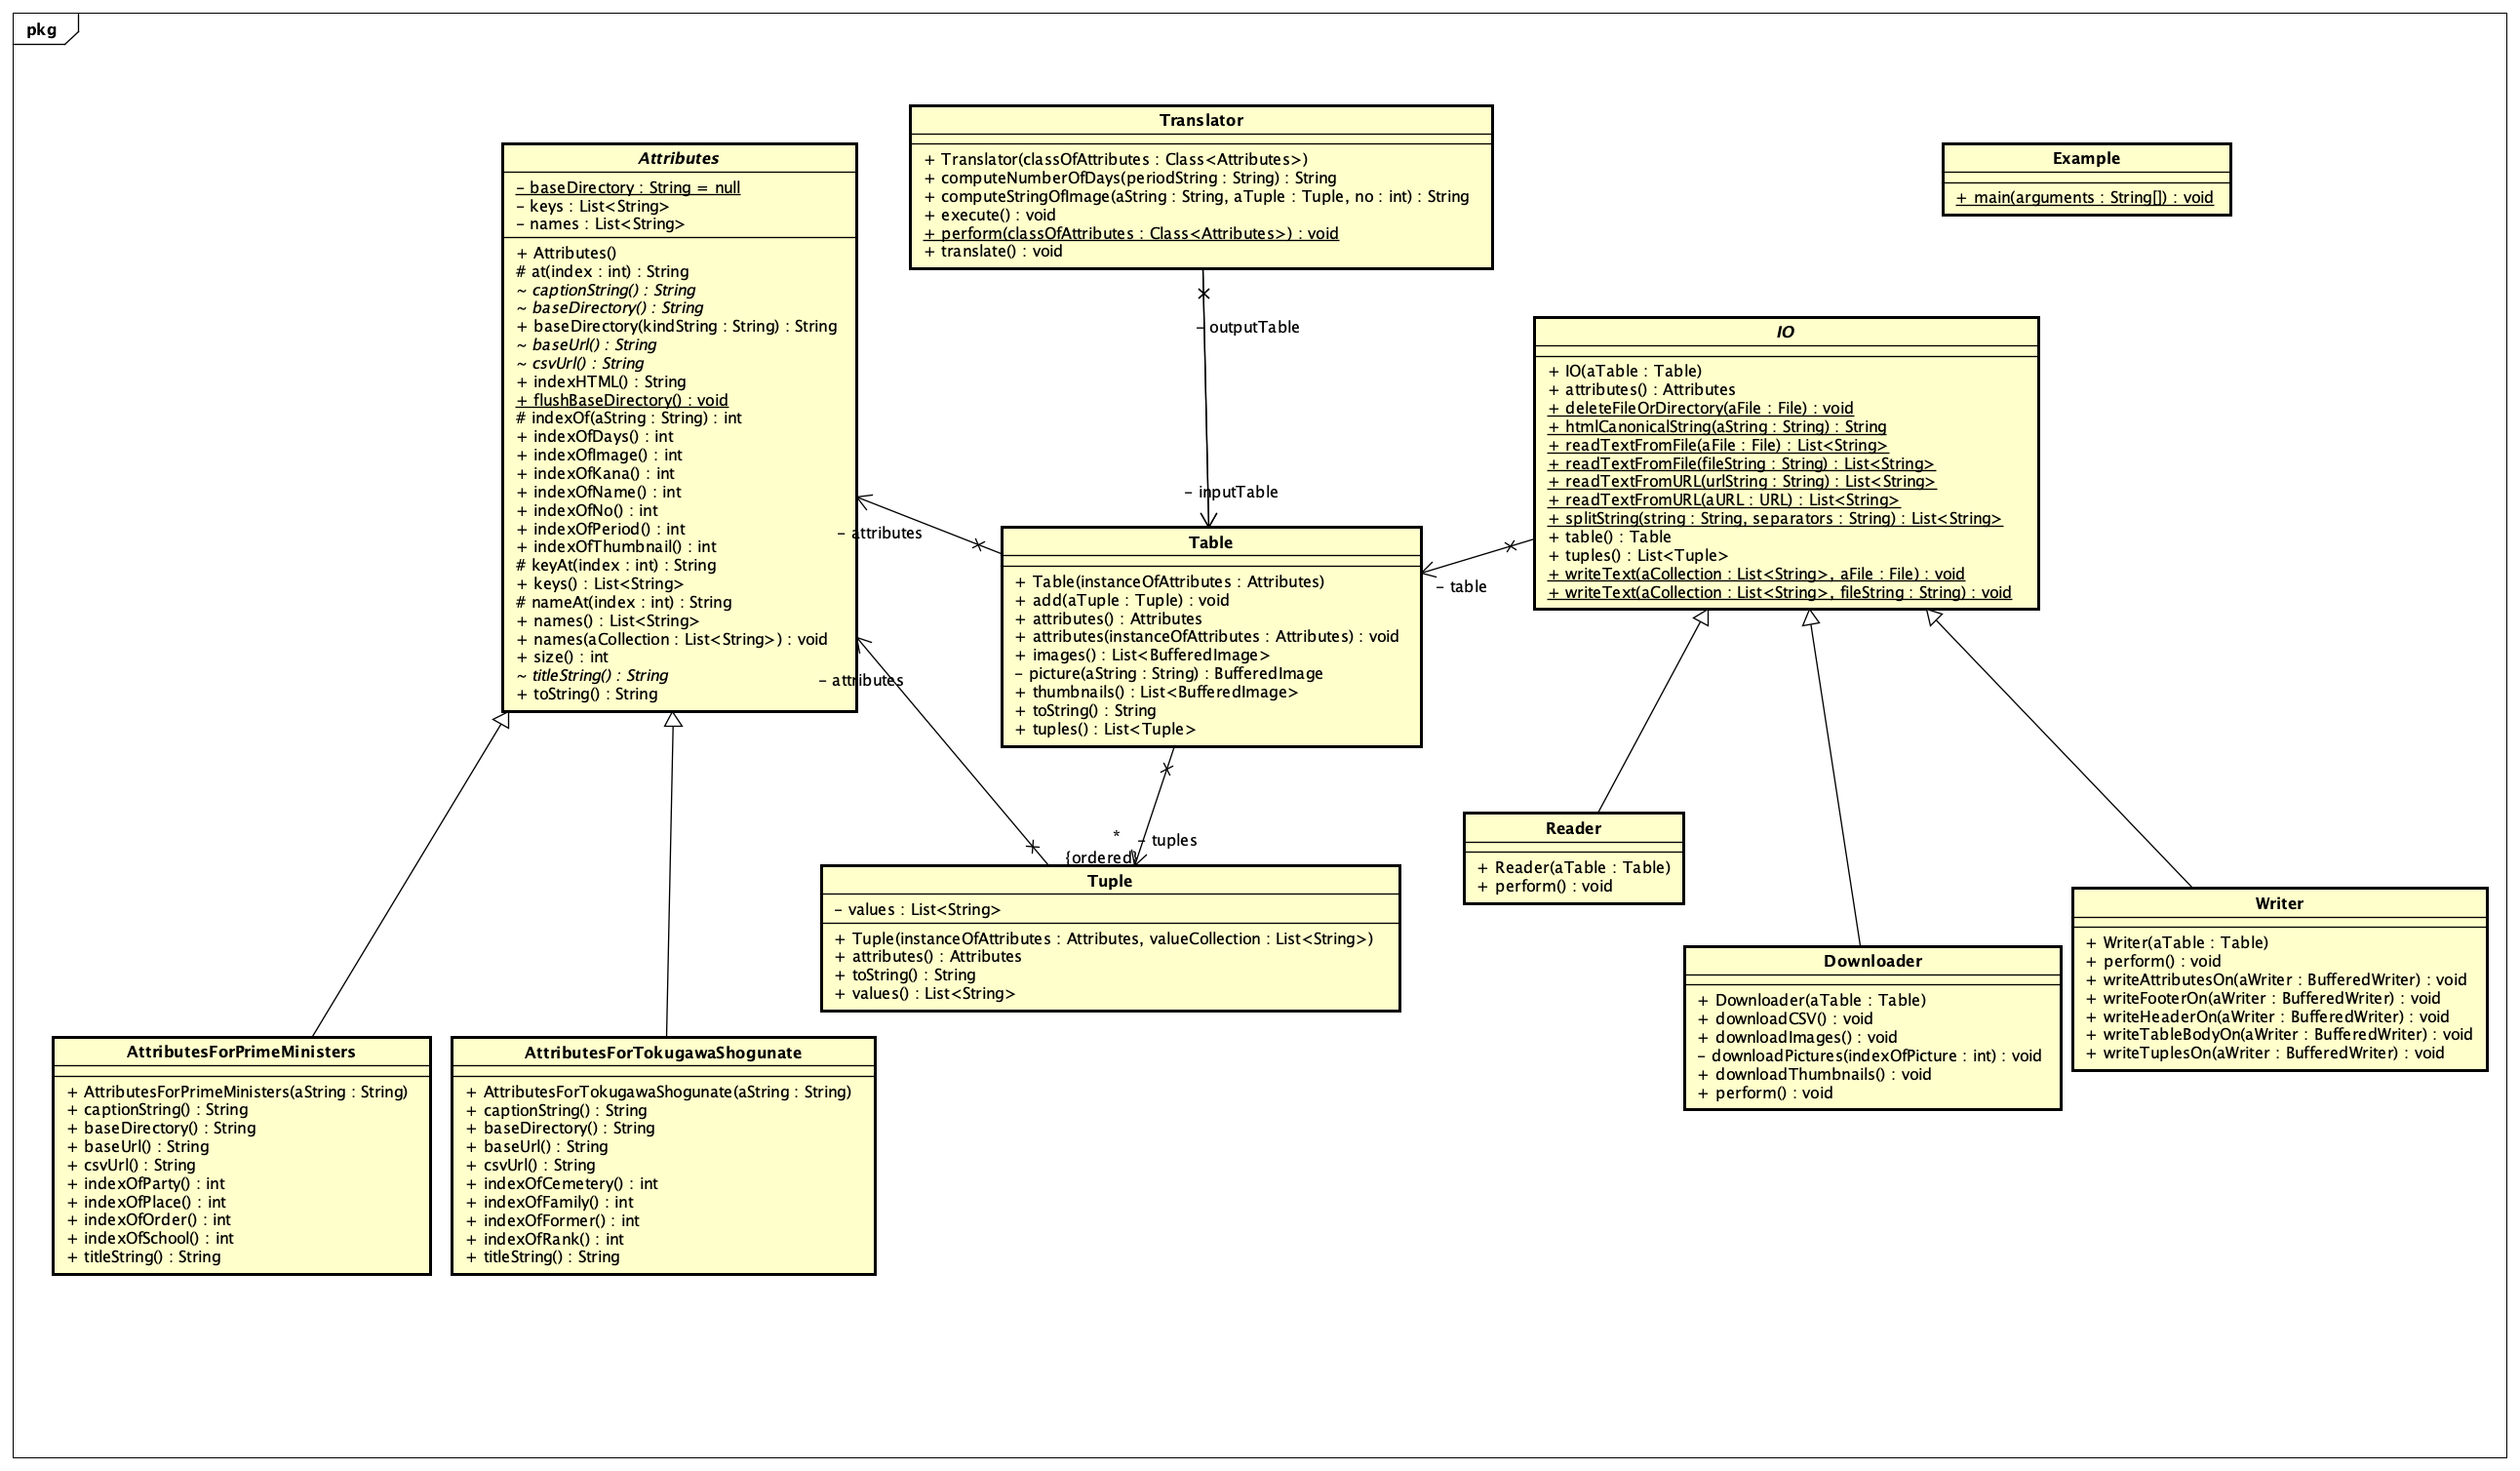 pkg
Attributes
- baseDirectory : String = null
- keys : List<String>
- names : List<String>
+ Attributes()
# at(index : int) : String
~ captionString() : String
~ baseDirectory() : String
+ baseDirectory(kindString : String) : String
~ baseUrl() : String
~ csvUrl() : String
+ indexHTML() : String
+ flushBaseDirectory() : void
# indexOf(aString : String) : int
+ indexOfDays() : int
+ indexOfImage() : int
+ indexOfKana() : int
+ indexOfName() : int
+ indexOfNo() : int
+ indexOfPeriod() : int
+ indexOfThumbnail() : int
# keyAt(index : int) : String
+ keys() : List<String>
# nameAt(index : int) : String
+ names() : List<String>
+ names(aCollection : List<String>) : void
+ size() : int
~ titleString() : String
+ toString() : String
Translator
+ Translator(classOfAttributes : Class<Attributes>)
+ computeNumberOfDays(periodString : String) : String
+ computeStringOfImage(aString : String, aTuple : Tuple, no : int) : String
+ execute() : void
+ perform(classOfAttributes : Class<Attributes>) : void
+ translate() : void
Example
+ main(arguments : String[]) : void
- outputTable
- inputTable
IO
+ IO(aTable : Table)
+ attributes() : Attributes
+ deleteFileOrDirectory(aFile : File) : void
+ htmlCanonicalString(aString : String) : String
+ readTextFromFile(aFile : File) : List<String>
+ readTextFromFile(fileString : String) : List<String>
+ readTextFromURL(urlString : String) : List<String>
+ readTextFromURL(aURL : URL) : List<String>
+ splitString(string : String, separators : String) : List<String>
+ table() : Table
+ tuples() : List<Tuple>
+ writeText(aCollection : List<String>, aFile : File) : void
+ writeText(aCollection : List<String>, fileString : String) : void
- attributes
- attributes
- table
Table
+ Table(instanceOfAttributes : Attributes)
+ add(aTuple : Tuple) : void
+ attributes() : Attributes
+ attributes(instanceOfAttributes : Attributes) : void
+ images() : List<BufferedImage>
- picture(aString : String) : BufferedImage
+ thumbnails() : List<BufferedImage>
+ toString() : String
+ tuples() : List<Tuple>
*
- tuples
{ordered}
Tuple
- values : List<String>
+ Tuple(instanceOfAttributes : Attributes, valueCollection : List<String>)
+ attributes() : Attributes
+ toString() : String
+ values() : List<String>
Reader
+ Reader(aTable : Table)
+ perform() : void
Downloader
+ Downloader(aTable : Table)
+ downloadCSV() : void
+ downloadImages() : void
- downloadPictures(indexOfPicture : int) : void
+ downloadThumbnails() : void
+ perform() : void
Writer
+ Writer(aTable : Table)
+ perform() : void
+ writeAttributesOn(aWriter : BufferedWriter) : void
+ writeFooterOn(aWriter : BufferedWriter) : void
+ writeHeaderOn(aWriter : BufferedWriter) : void
+ writeTableBodyOn(aWriter : BufferedWriter) : void
+ writeTuplesOn(aWriter : BufferedWriter) : void
AttributesForPrimeMinisters
+ AttributesForPrimeMinisters(aString : String)
+ captionString() : String
+ baseDirectory() : String
+ baseUrl() : String
+ csvUrl() : String
+ indexOfParty() : int
+ indexOfPlace() : int
+ indexOfOrder() : int
+ indexOfSchool() : int
+ titleString() : String
AttributesForTokugawaShogunate
+ AttributesForTokugawaShogunate(aString : String)
+ captionString() : String
+ baseDirectory() : String
+ baseUrl() : String
+ csvUrl() : String
+ indexOfCemetery() : int
+ indexOfFamily() : int
+ indexOfFormer() : int
+ indexOfRank() : int
+ titleString() : String